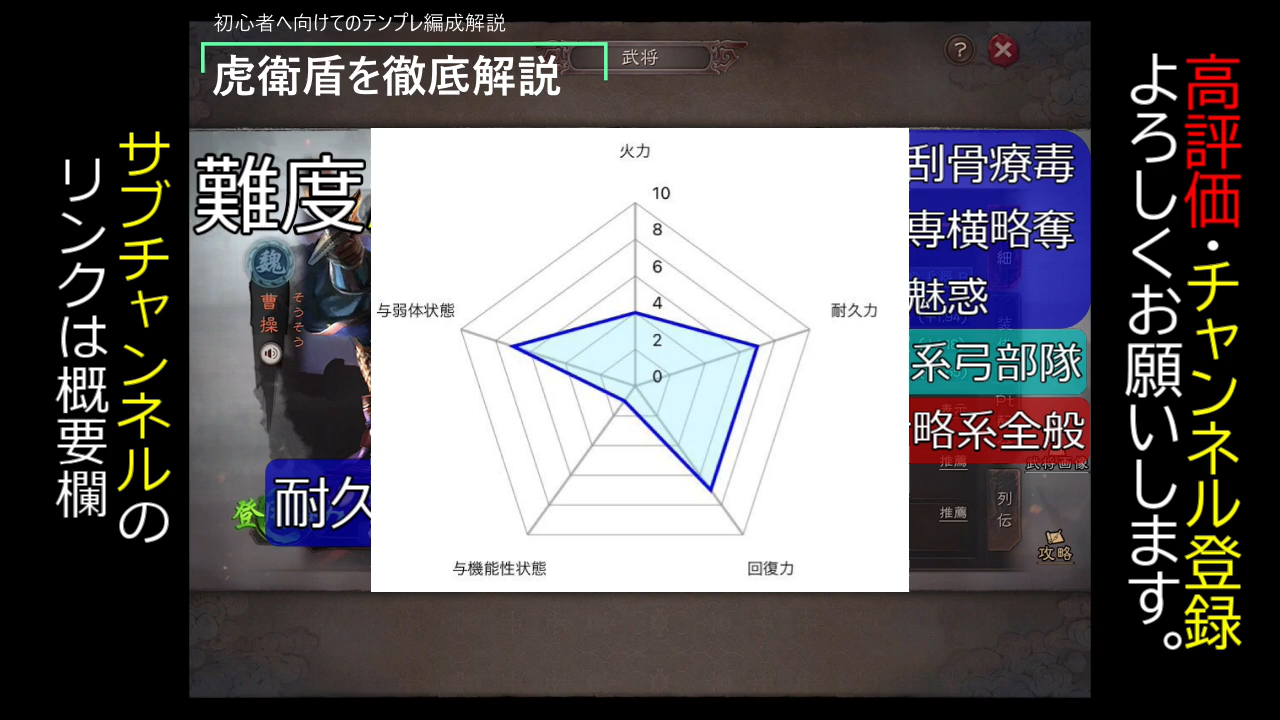 初心者へ向けてのテンプレ編成解説
虎衛盾を徹底解説
武将
?
高評価・チャンネル登録
よろしくお願いします。
サブチャンネルの
リンクは概要欄
難度
魏
曹操
そうそう
登
耐久
火力
10
8
6
4
2
0
耐久力
回復力
与機能性状態
与弱体状態
刮骨療毒
専横略奪
魅惑
系弓部隊
略系全般
推薦
武将画像
推薦
列伝
攻略